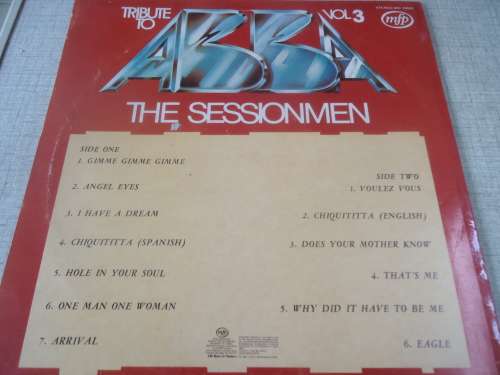 TRIBUTE TO
ABBA
VOL 3
mfp
THE SESSIONMEN
SIDE ONE
1. GIMME GIMME GIMME
2. ANGEL EYES
3. I HAVE A DREAM
4. CHIQUITITTA (SPANISH)
5. HOLE IN YOUR SOUL
6. ONE MAN ONE WOMAN
7. ARRIVAL
SIDE TWO
1. VOULEZ VOUS
2. CHIQUITITTA (ENGLISH)
3. DOES YOUR MOTHER KNOW
4. THAT'S ME
5. WHY DID IT HAVE TO BE ME
6. EAGLE
mfp